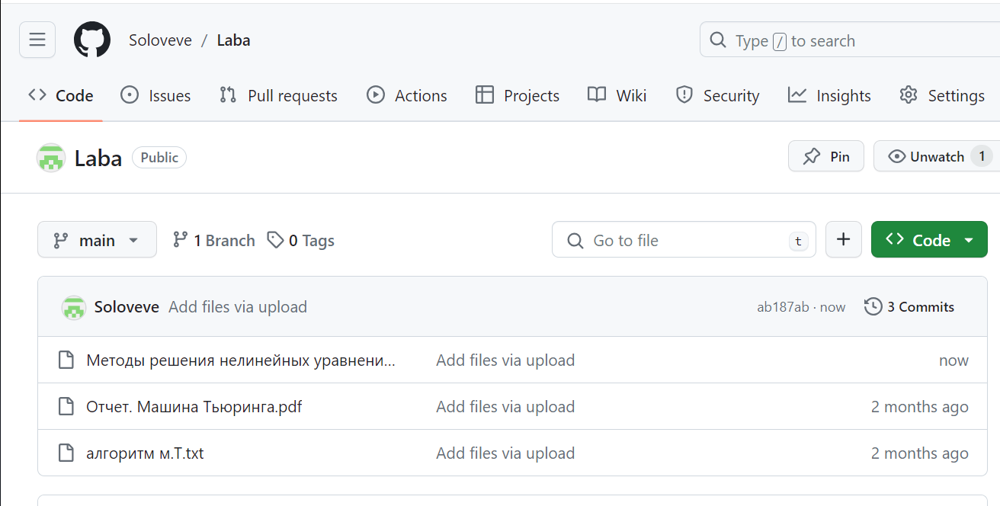 Soloveve / Laba
Type / to search
Code Issues Pull requests Actions Projects Wiki Security Insights Settings
Laba Public
Pin Unwatch 1
main 1 Branch 0 Tags
Go to file t + Code
Soloveve Add files via upload ab187ab · now 3 Commits
Методы решения нелинейных уравнени... Add files via upload now
Отчет. Машина Тьюринга.pdf Add files via upload 2 months ago
алгоритм м.Т.txt Add files via upload 2 months ago